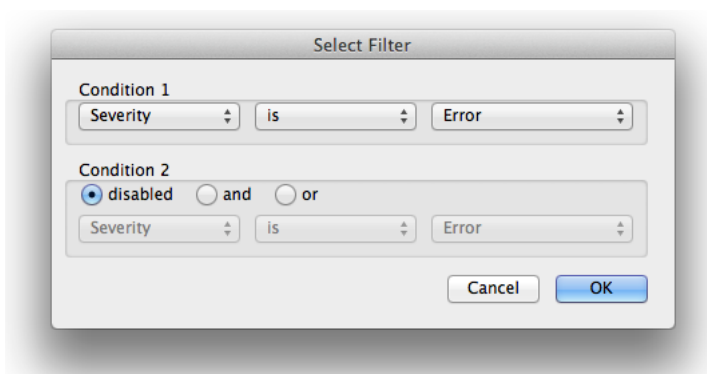 Select Filter
Condition 1
Severity is Error
Condition 2
disabled and or
Severity is Error
Cancel OK